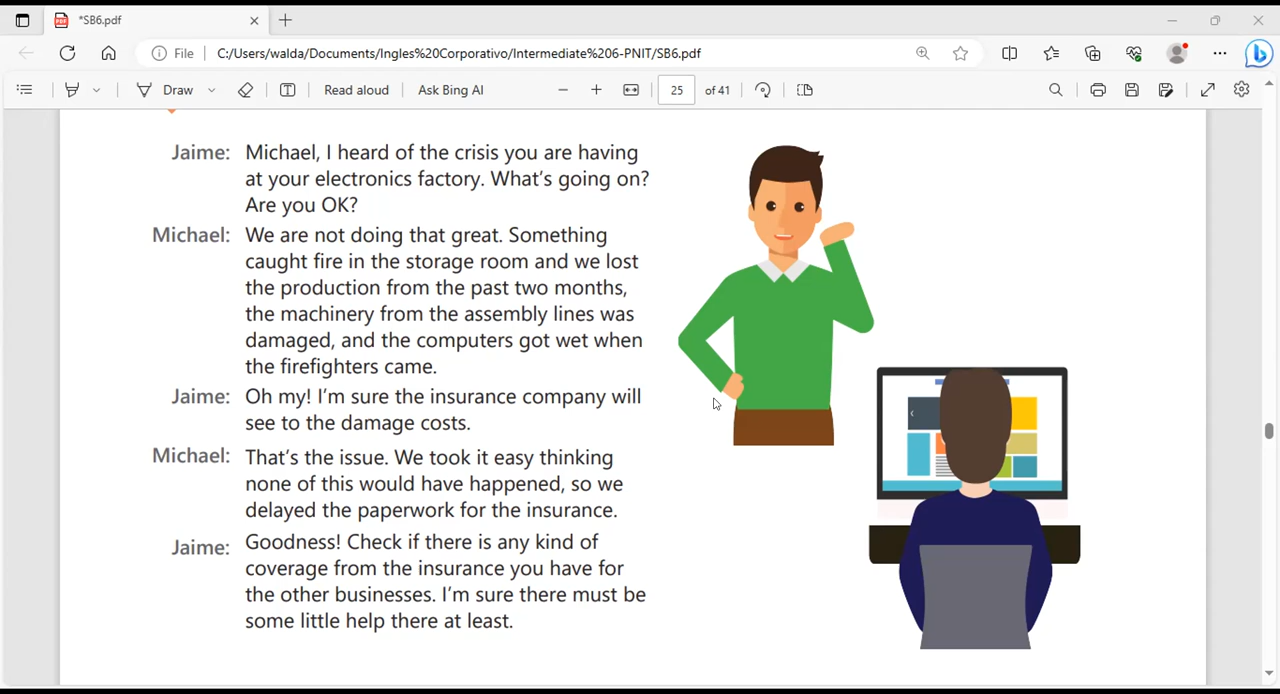 *SB6.pdf
File C:/Users/walda/Documents/Ingles%20Corporativo/Intermediate%206-PNIT/SB6.pdf
Draw Read aloud Ask Bing AI 25 of 41
Jaime: Michael, I heard of the crisis you are having
at your electronics factory. What's going on?
Are you OK?
Michael: We are not doing that great. Something
caught fire in the storage room and we lost
the production from the past two months,
the machinery from the assembly lines was
damaged, and the computers got wet when
the firefighters came.
Jaime: Oh my! I'm sure the insurance company will
see to the damage costs.
Michael: That's the issue. We took it easy thinking
none of this would have happened, so we
delayed the paperwork for the insurance.
Jaime: Goodness! Check if there is any kind of
coverage from the insurance you have for
the other businesses. I'm sure there must be
some little help there at least.